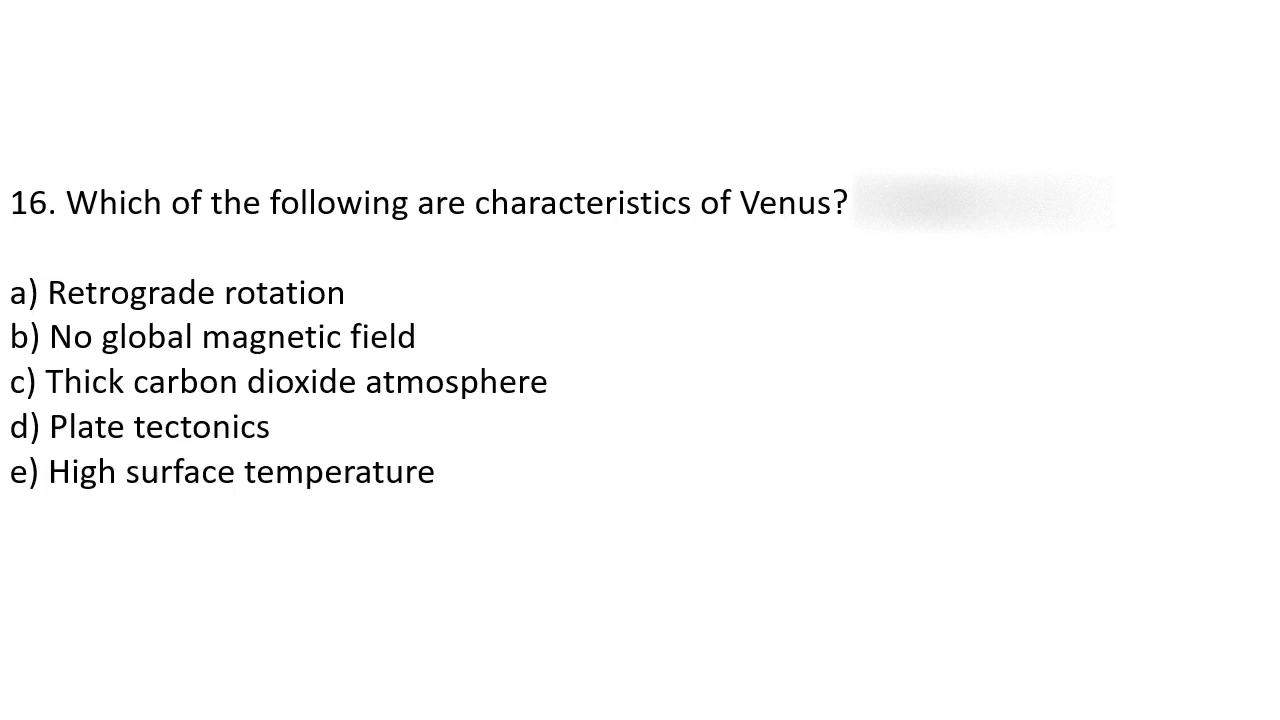 16. Which of the following are characteristics of Venus?
a) Retrograde rotation
b) No global magnetic field
c) Thick carbon dioxide atmosphere
d) Plate tectonics
e) High surface temperature